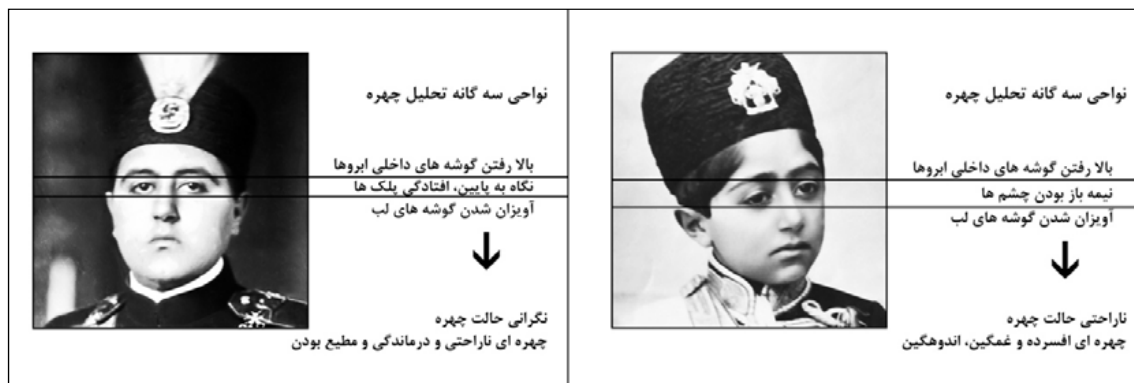 نواحی سه گانه تحلیل چهره
بالا رفتن گوشه های داخلی ابروها
نیمه باز بودن چشم ها
آویزان شدن گوشه های لب
ناراحتی حالت چهره
چهره ای افسرده و غمگین، اندوهگین
نواحی سه گانه تحلیل چهره
بالا رفتن گوشه های داخلی ابروها
نگاه به پایین، افتادگی پلک ها
آویزان شدن گوشه های لب
نگرانی حالت چهره
چهره ای ناراحتی و درماندگی و مطیع بودن